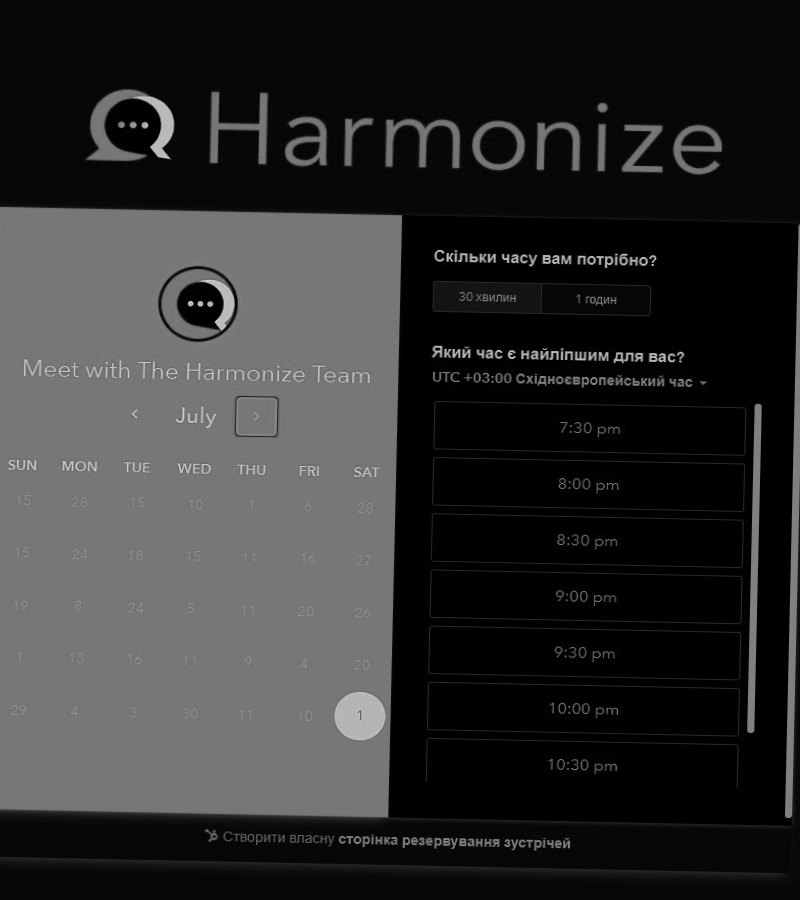 Harmonize
Meet with The Harmonize Team
July
SUN MON TUE WED THU FRI SAT
15 28 15 10 1 6 28
15 24 18 15 11 16 27
19 8 24 5 11 20 26
1 13 16 11 9 4 20
29 4 3 30 11 10 1
Скільки часу вам потрібно?
30 хвилин 1 годин
Який час є найліпшим для вас?
UTC +03:00 Східноєвропейський час
7:30 pm
8:00 pm
8:30 pm
9:00 pm
9:30 pm
10:00 pm
10:30 pm
Створити власну сторінка резервування зустрічей